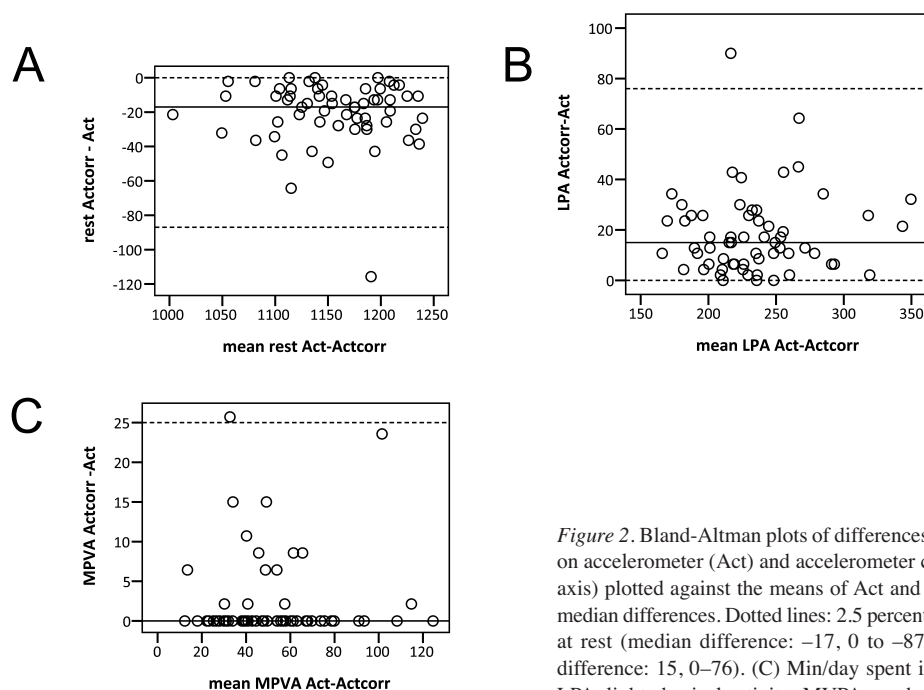 A
rest Actcorr - Act
0
-20
-40
-60
-80
-100
-120
1000 1050 1100 1150 1200 1250
mean rest Act-Actcorr
B
LPA Actcorr-Act
100
80
60
40
20
0
150 200 250 300 350
mean LPA Act-Actcorr
C
MPVA Actcorr -Act
25
20
15
10
5
0
0 20 40 60 80 100 120
mean MPVA Act-Actcorr
Figure 2. Bland-Altman plots of differences
on accelerometer (Act) and accelerometer
axis) plotted against the means of Act and
median differences. Dotted lines: 2.5
at rest (median difference: –17, 0 to –87
difference: 15, 0–76). (C) Min/day spent